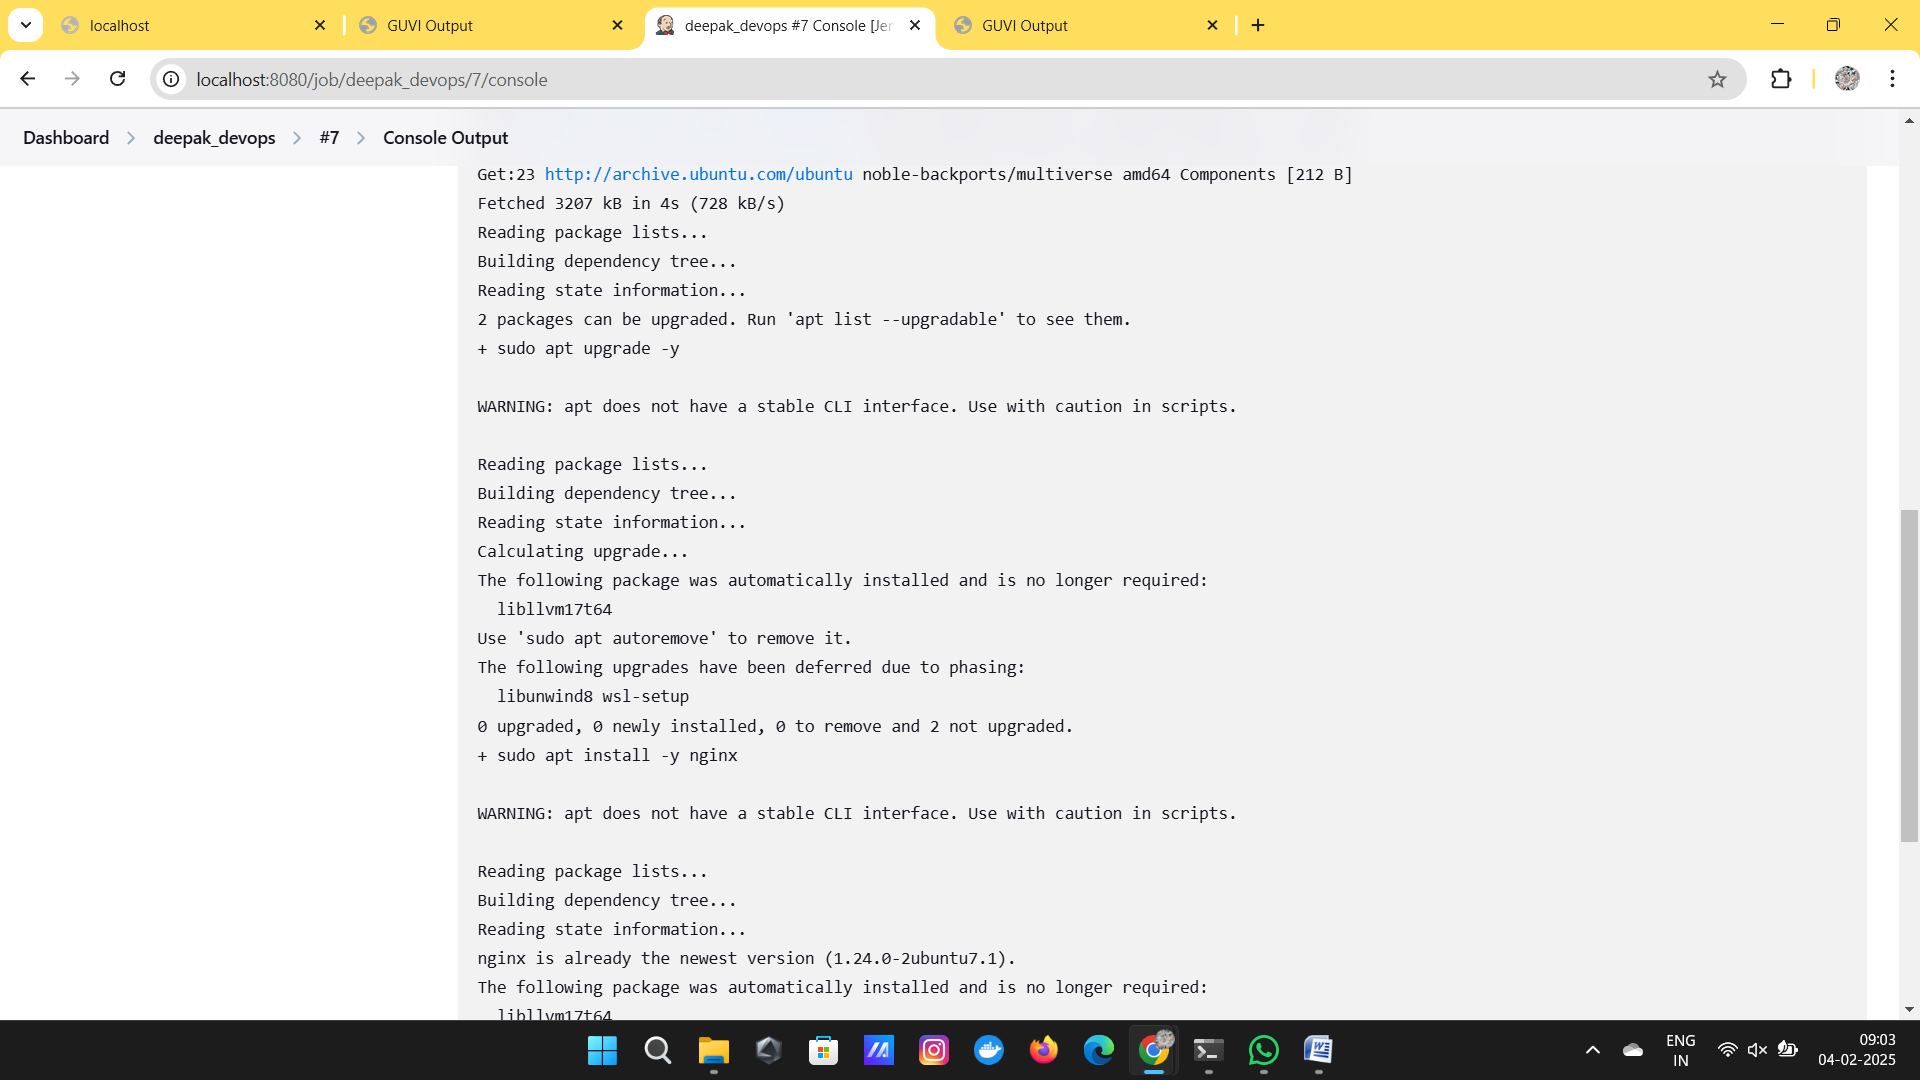 localhost
GUVI Output
deepak_devops #7 Console [Jen
GUVI Output
localhost:8080/job/deepak_devops/7/console
Dashboard
deepak_devops
#7
Console Output
Get:23 http://archive.ubuntu.com/ubuntu noble-backports/multiverse amd64 Components [212 B]
Fetched 3207 kB in 4s (728 kB/s)
Reading package lists...
Building dependency tree...
Reading state information...
2 packages can be upgraded. Run 'apt list --upgradable' to see them.
+ sudo apt upgrade -y
WARNING: apt does not have a stable CLI interface. Use with caution in scripts.
Reading package lists...
Building dependency tree...
Reading state information...
Calculating upgrade...
The following package was automatically installed and is no longer required:
libllvm17t64
Use 'sudo apt autoremove' to remove it.
The following upgrades have been deferred due to phasing:
libunwind8 wsl-setup
0 upgraded, 0 newly installed, 0 to remove and 2 not upgraded.
+ sudo apt install -y nginx
WARNING: apt does not have a stable CLI interface. Use with caution in scripts.
Reading package lists...
Building dependency tree...
Reading state information...
nginx is already the newest version (1.24.0-2ubuntu7.1).
The following package was automatically installed and is no longer required:
libllvm17t64
ENG
IN
09:03
04-02-2025